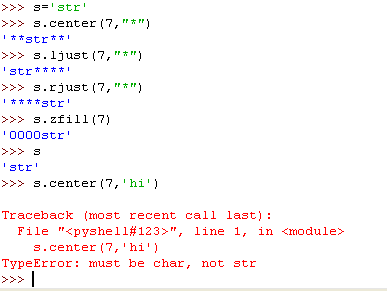 >>> s='str'
>>> s.center(7,"*")
'**str**'
>>> s.ljust(7,"*")
'str****'
>>> s.rjust(7,"*")
'****str'
>>> s.zfill(7)
'0000str'
>>> s
'str'
>>> s.center(7,'hi')
Traceback (most recent call last):
  File "<pyshell#123>", line 1, in <module>
    s.center(7,'hi')
TypeError: must be char, not str
>>>